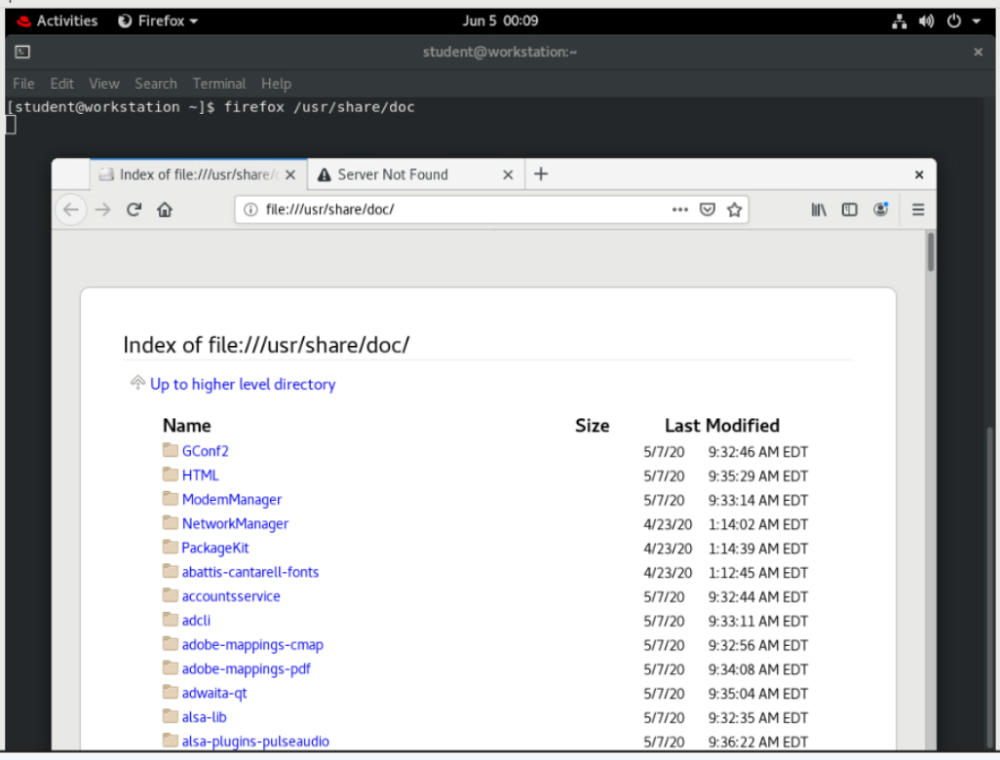 Activities Firefox Jun 5 00:09
student@workstation:~
File Edit View Search Terminal Help
[student@workstation ~]$ firefox /usr/share/doc
Index of file:///usr/share/d Server Not Found
file:///usr/share/doc/
Index of file:///usr/share/doc/
Up to higher level directory
Name Size Last Modified
GConf2 5/7/20 9:32:46 AM EDT
HTML 5/7/20 9:35:29 AM EDT
ModemManager 5/7/20 9:33:14 AM EDT
NetworkManager 4/23/20 1:14:02 AM EDT
PackageKit 4/23/20 1:14:39 AM EDT
abattis-cantarell-fonts 4/23/20 1:12:45 AM EDT
accountsservice 5/7/20 9:32:44 AM EDT
adcli 5/7/20 9:33:11 AM EDT
adobe-mappings-cmap 5/7/20 9:32:56 AM EDT
adobe-mappings-pdf 5/7/20 9:34:08 AM EDT
adwaita-qt 5/7/20 9:35:04 AM EDT
alsa-lib 5/7/20 9:32:35 AM EDT
alsa-plugins-pulseaudio 5/7/20 9:36:22 AM EDT